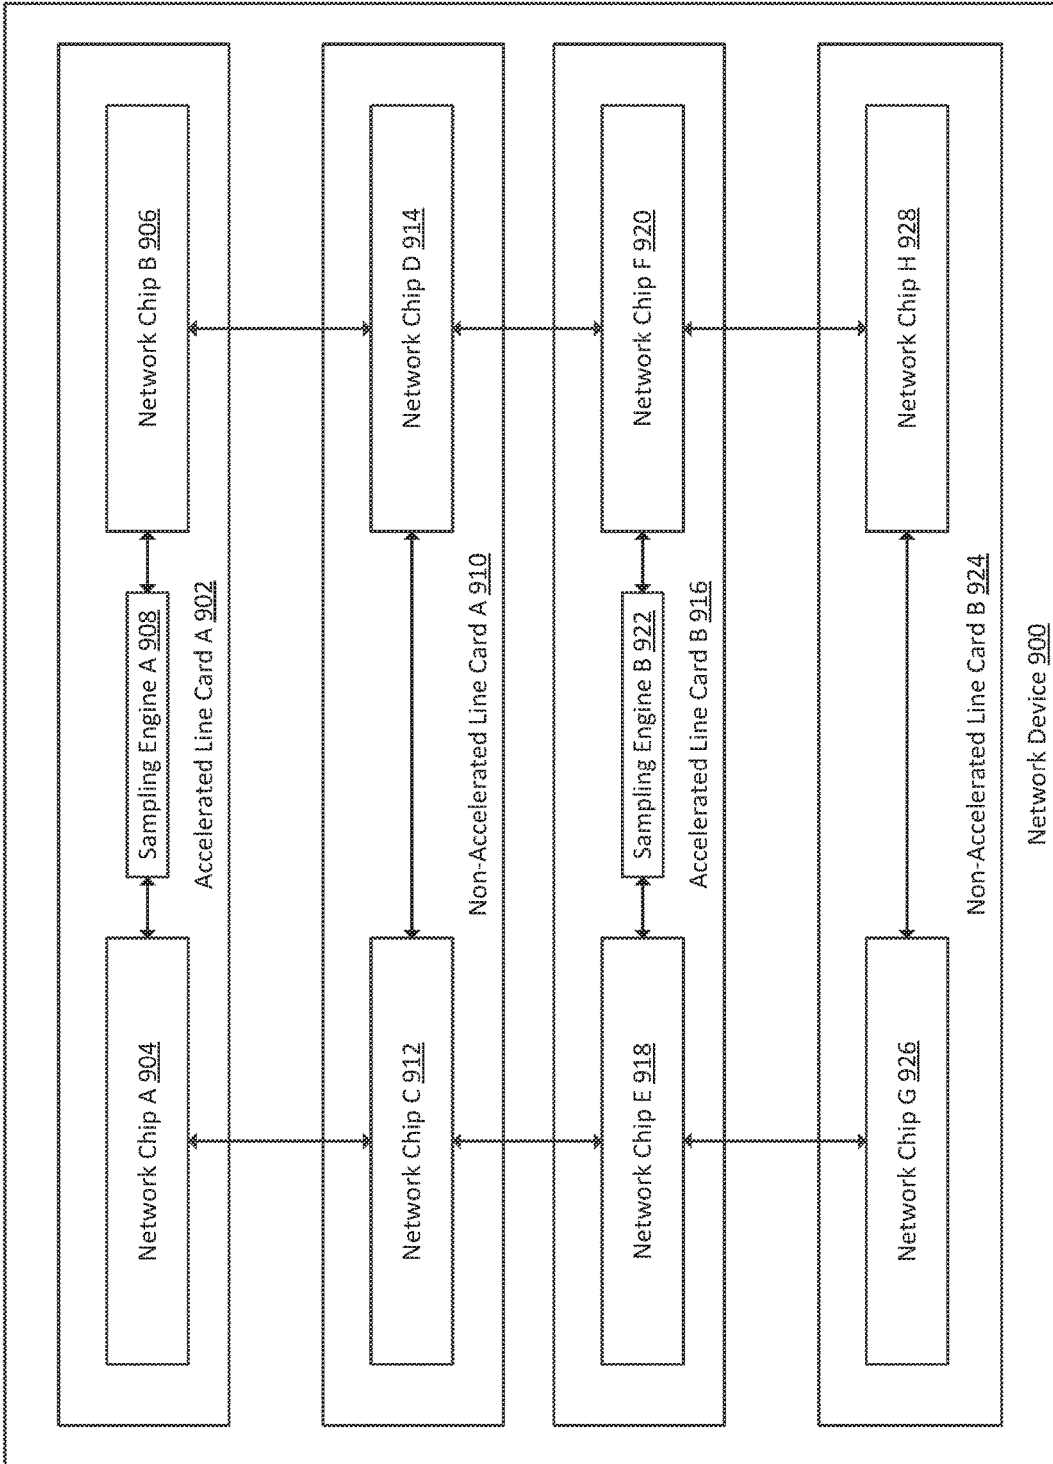 Network Chip A 904
Sampling Engine A 908
Network Chip B 906
Accelerated Line Card A 902
Network Chip C 912
Network Chip D 914
Non-Accelerated Line Card A 910
Network Chip E 918
Sampling Engine B 922
Network Chip F 920
Accelerated Line Card B 916
Network Chip G 926
Network Chip H 928
Non-Accelerated Line Card B 924
Network Device 900